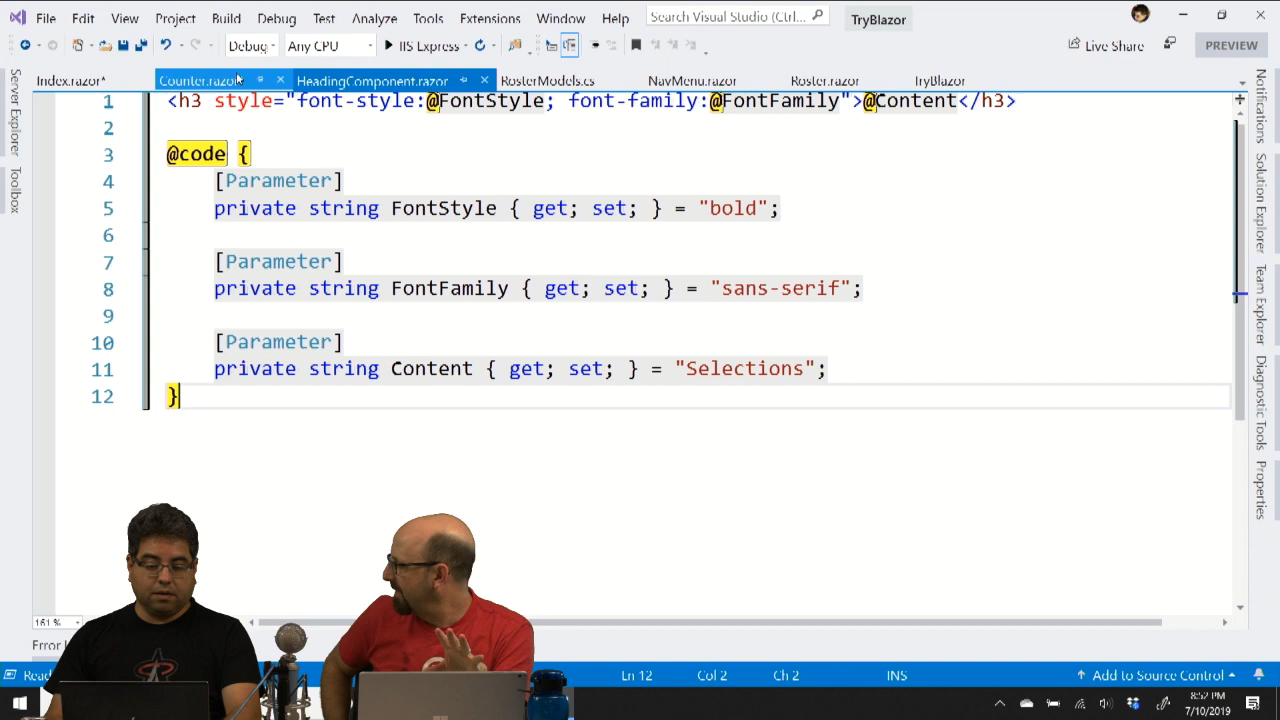 File Edit View Project Build Debug Test Analyze Tools Extensions Window Help Search Visual Studio (Ctrl... TryBlazor
Debug Any CPU IIS Express Live Share PREVIEW
Index.razor* Counter.razor HeadingComponent.razor RosterModels.cs NavMenu.razor Roster.razor TryBlazor
Server Explorer
Toolbox
1 <h3 style="font-style:@FontStyle; font-family:@FontFamily">@Content</h3>
2
3 @code {
4 [Parameter]
5 private string FontStyle { get; set; } = "bold";
6
7 [Parameter]
8 private string FontFamily { get; set; } = "sans-serif";
9
10 [Parameter]
11 private string Content { get; set; } = "Selections";
12 }
Notifications
Solution Explorer
Team Explorer
Diagnostic Tools
Properties
161 %
Error
Ln 12 Col 2 Ch 2 INS Add to Source Control
8:52 PM
7/10/2019